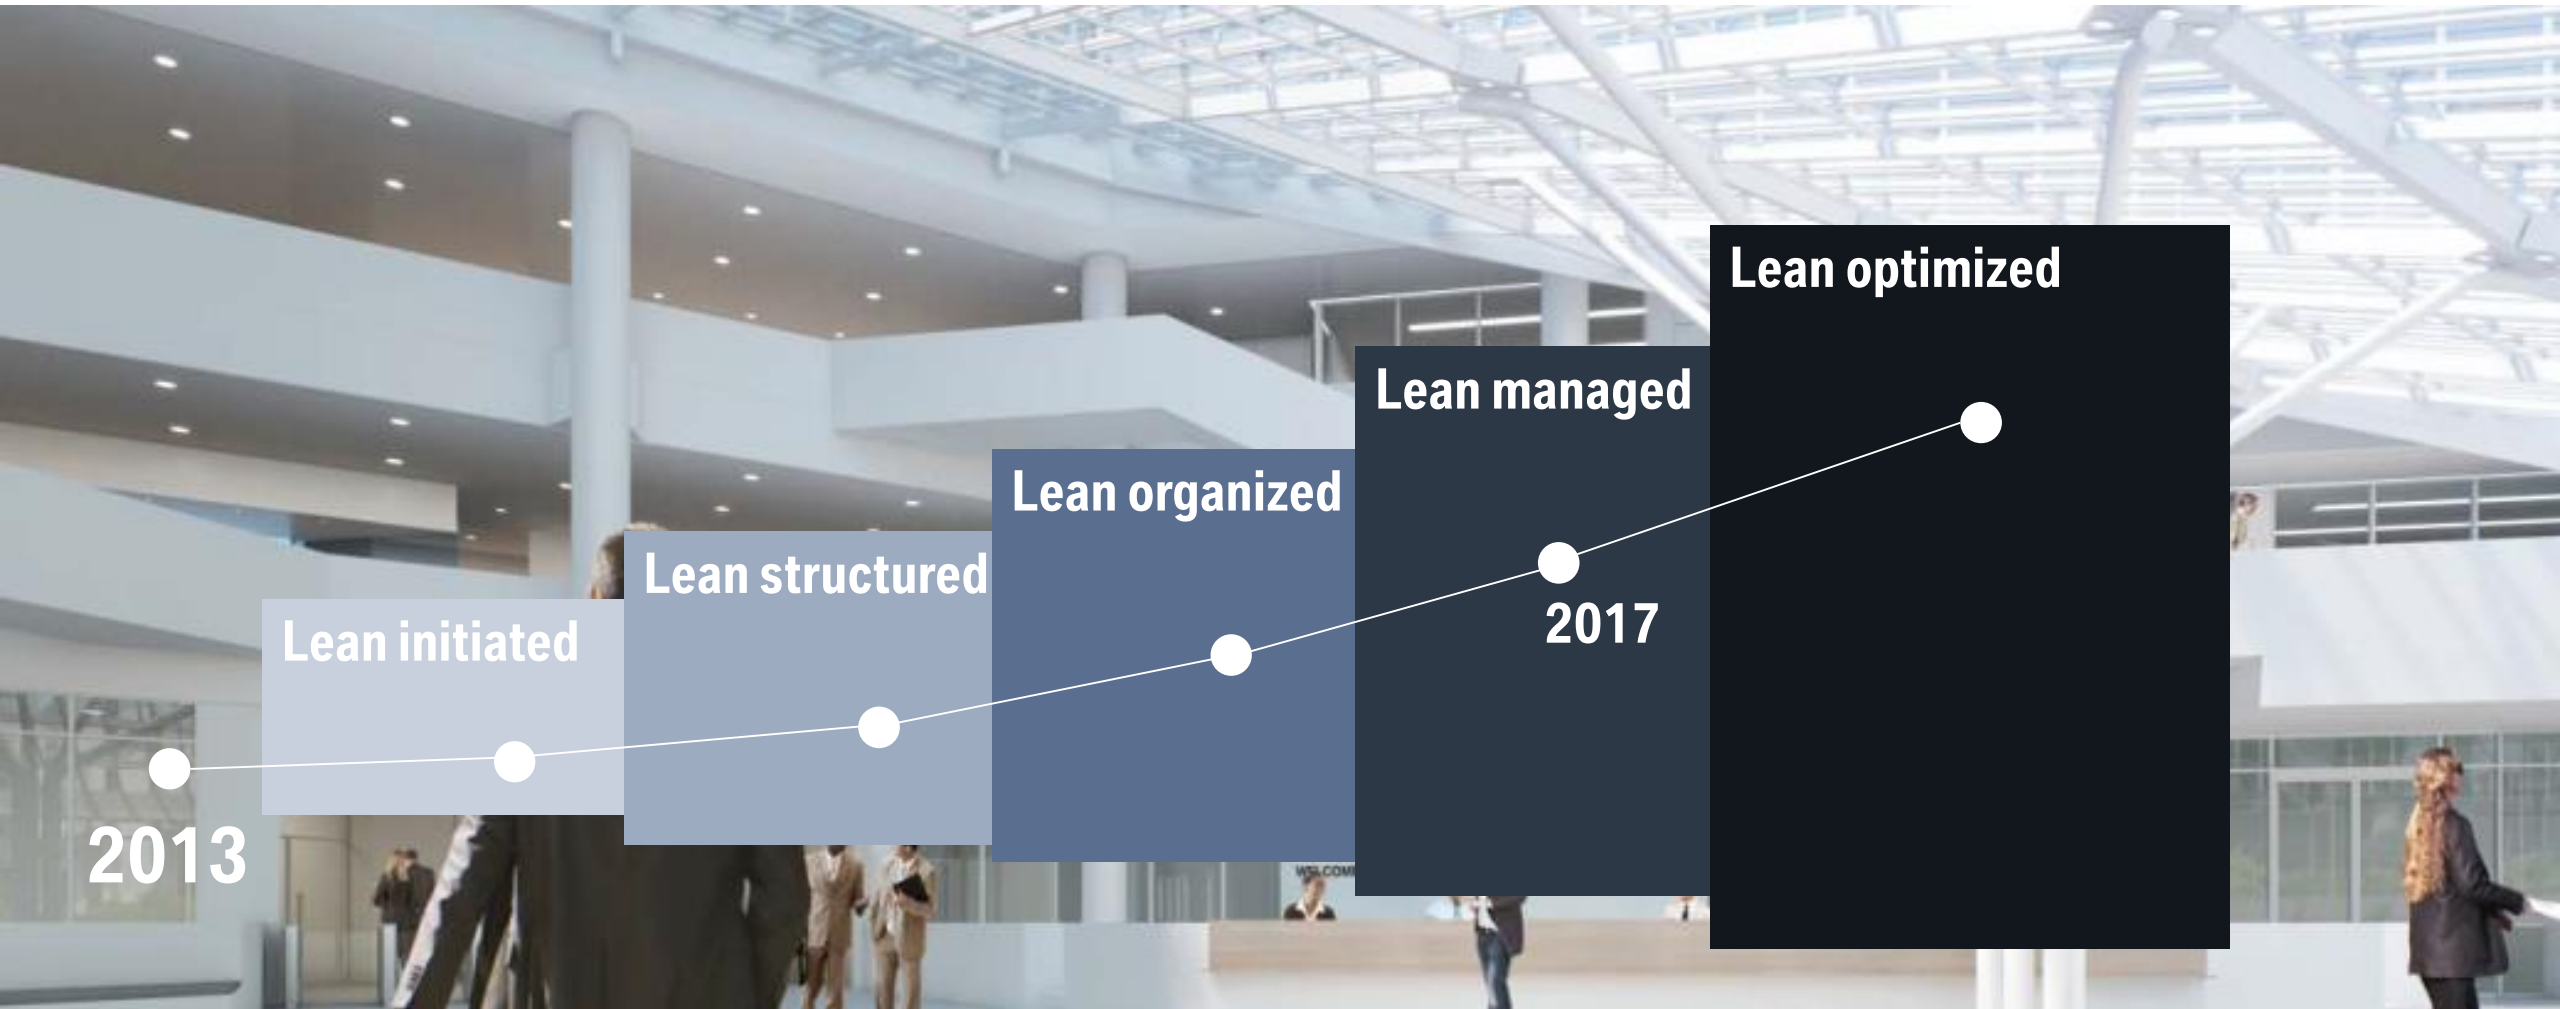 Lean optimized
Lean managed
Lean organized
Lean structured
Lean initiated
2017
2013